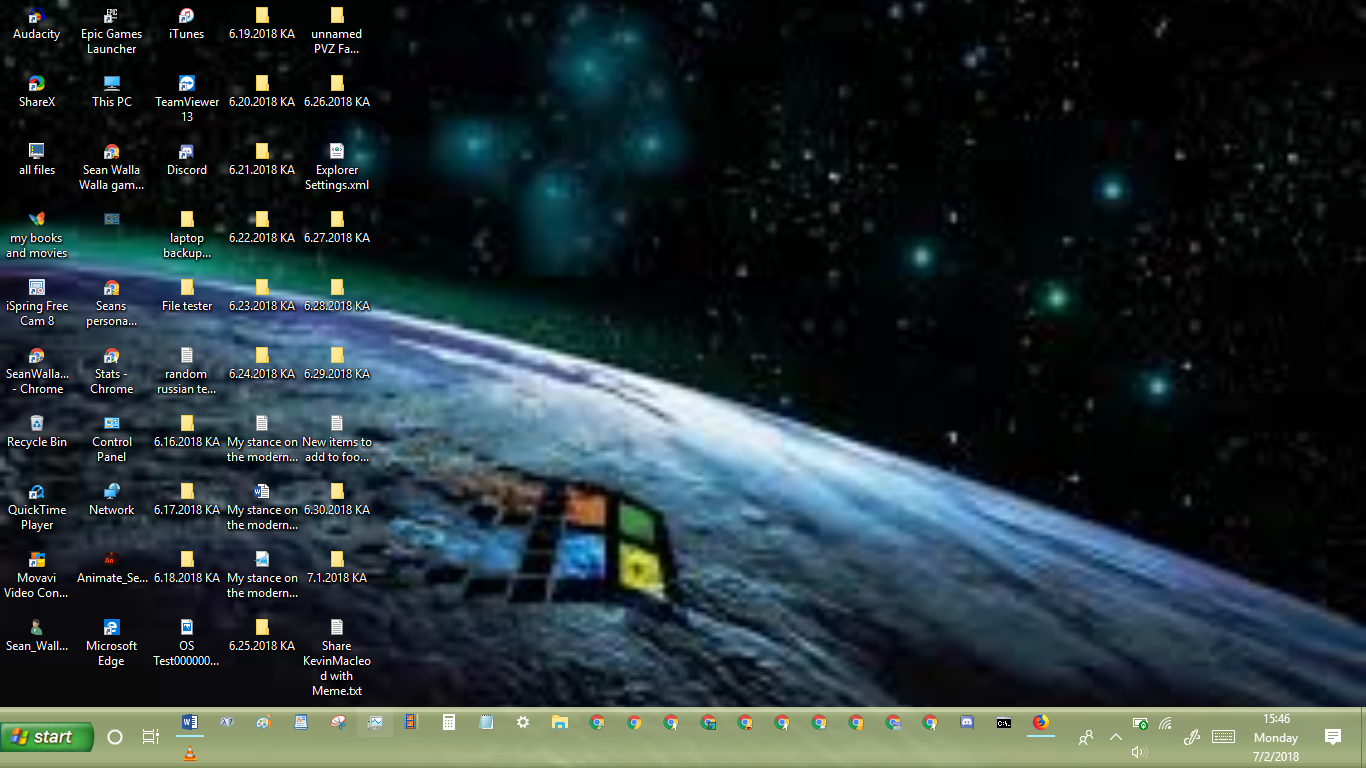 Audacity
Epic Games
Launcher
iTunes
6.19.2018 KA
unnamed
PVZ Fa...
ShareX
This PC
TeamViewer
13
6.20.2018 KA
6.26.2018 KA
all files
Sean Walla
Walla gam...
Discord
6.21.2018 KA
Explorer
Settings.xml
my books
and movies
laptop
backup...
6.22.2018 KA
6.27.2018 KA
iSpring Free
Cam 8
Seans
persona...
File tester
6.23.2018 KA
6.28.2018 KA
SeanWalla...
- Chrome
Stats -
Chrome
random
russian te...
6.24.2018 KA
6.29.2018 KA
Recycle Bin
Control
Panel
6.16.2018 KA
My stance on
the modern...
New items to
add to foo...
QuickTime
Player
Network
6.17.2018 KA
My stance on
the modern...
6.30.2018 KA
Movavi
Video Con...
Animate_Se...
6.18.2018 KA
My stance on
the modern...
7.1.2018 KA
Sean_Wall...
Microsoft
Edge
OS
Test000000...
6.25.2018 KA
Share
KevinMacleo
d with
Meme.txt
start
15:46
Monday
7/2/2018